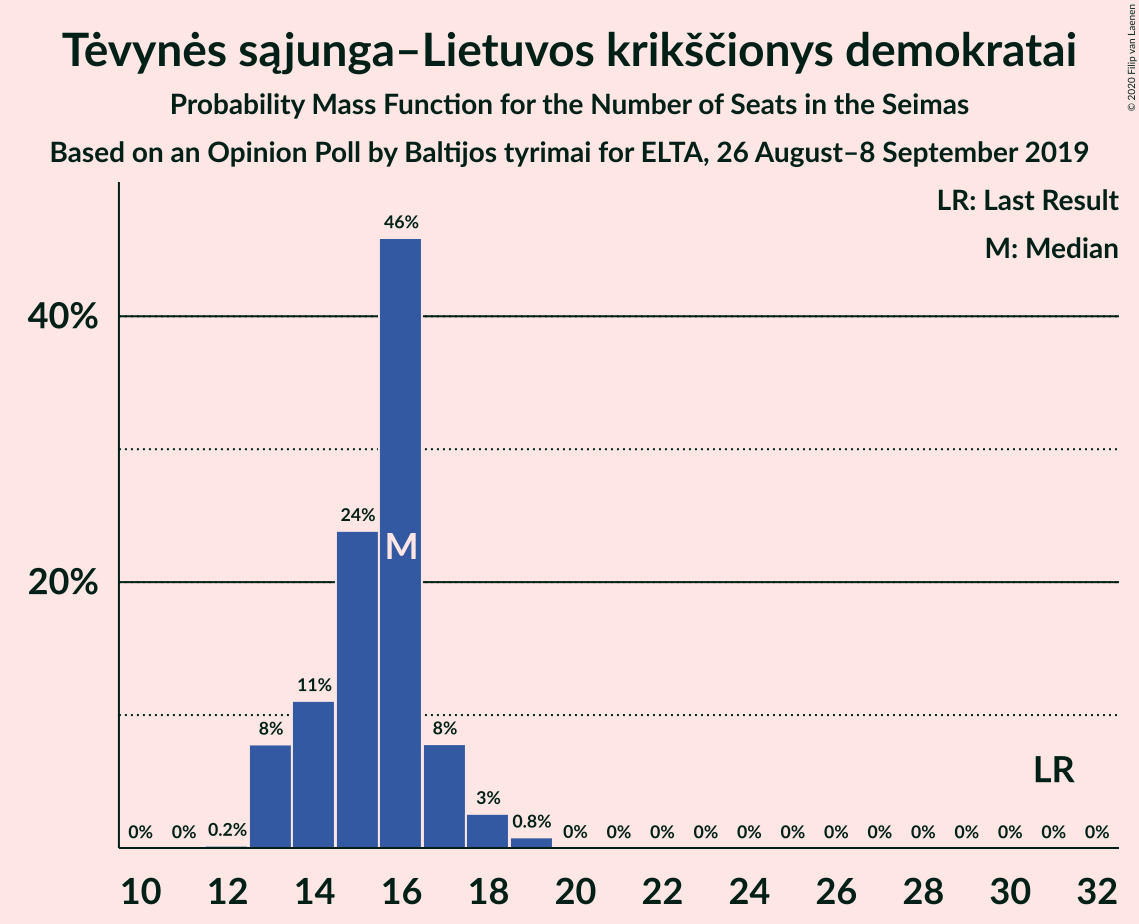 Tėvynės sąjunga–Lietuvos krikščionys demokratai
Probability Mass Function for the Number of Seats in the Seimas
Based on an Opinion Poll by Baltijos tyrimai for ELTA, 26 August–8 September 2019
© 2020 Filip van Laenen
LR: Last Result
M: Median
46%
40%
24%
M
20%
11%
8% 8%
LR
3%
0% 0% 0.2% 0.8% 0% 0% 0% 0% 0% 0% 0% 0% 0% 0% 0% 0% 0%
10 12 14 16 18 20 22 24 26 28 30 32